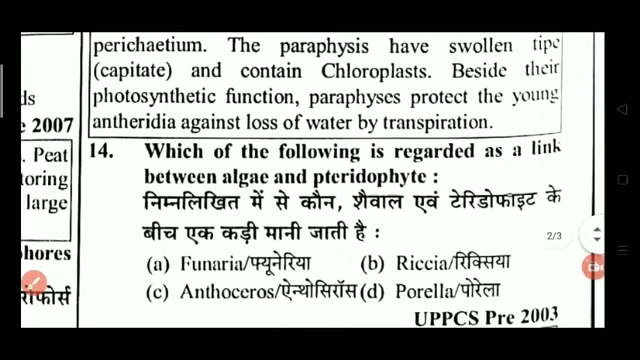 perichaetium. The paraphysis have swollen tipe
(capitate) and contain Chloroplasts. Beside their
photosynthetic function, paraphyses protect the young
antheridia against loss of water by transpiration.
ds
e 2007
. Peat
toring
large
hores
रोफोर्स
14. Which of the following is regarded as a link
between algae and pteridophyte :
निम्नलिखित में से कौन, शैवाल एवं टेरिडोफाइट के
बीच एक कड़ी मानी जाती है :
(a) Funaria/फ्यूनेरिया (b) Riccia/रिक्सिया
(c) Anthoceros/ऐन्थोसिरॉस (d) Porella/पोरेला
UPPCS Pre 2003
2/3